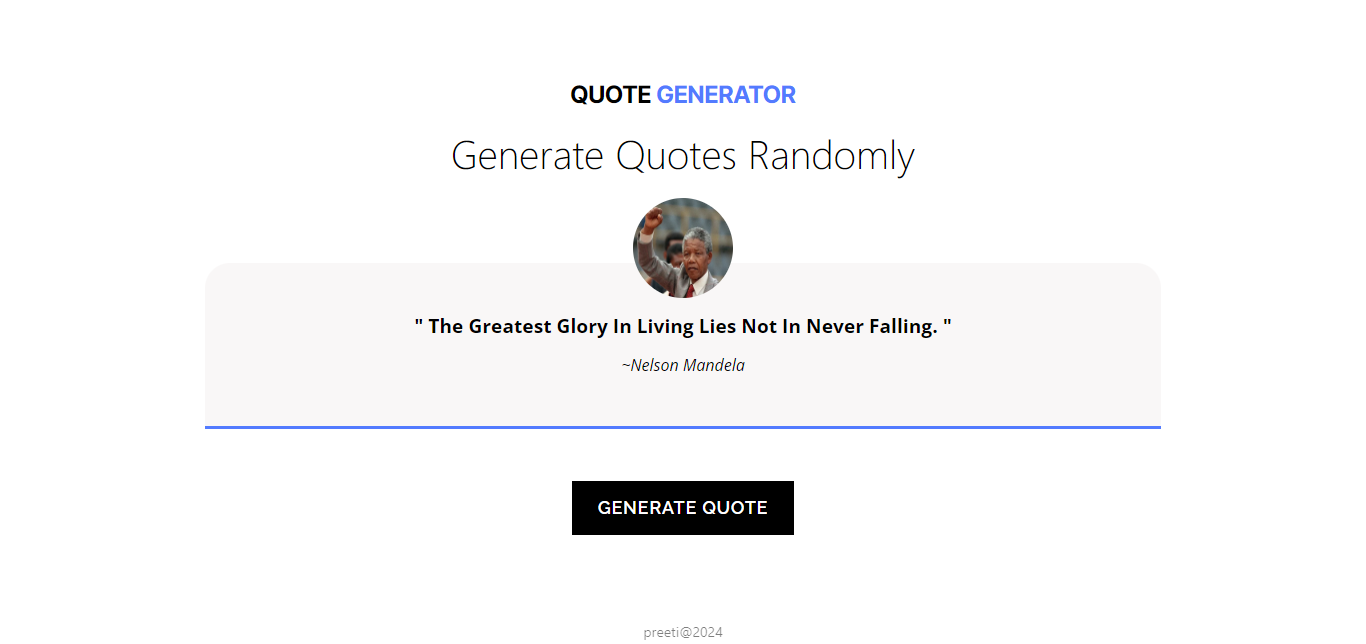 QUOTE GENERATOR
Generate Quotes Randomly
" The Greatest Glory In Living Lies Not In Never Falling. "
~Nelson Mandela
GENERATE QUOTE
preeti@2024